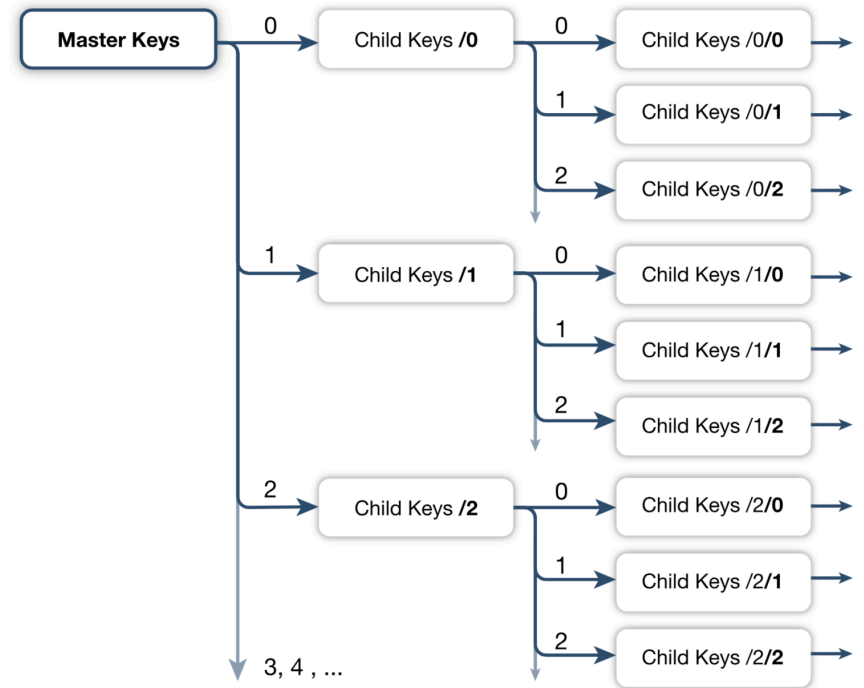 Master Keys
0
Child Keys /0
0
Child Keys /0/0
1
Child Keys /0/1
2
Child Keys /0/2
1
Child Keys /1
0
Child Keys /1/0
1
Child Keys /1/1
2
Child Keys /1/2
2
Child Keys /2
0
Child Keys /2/0
1
Child Keys /2/1
2
Child Keys /2/2
3, 4 , ...